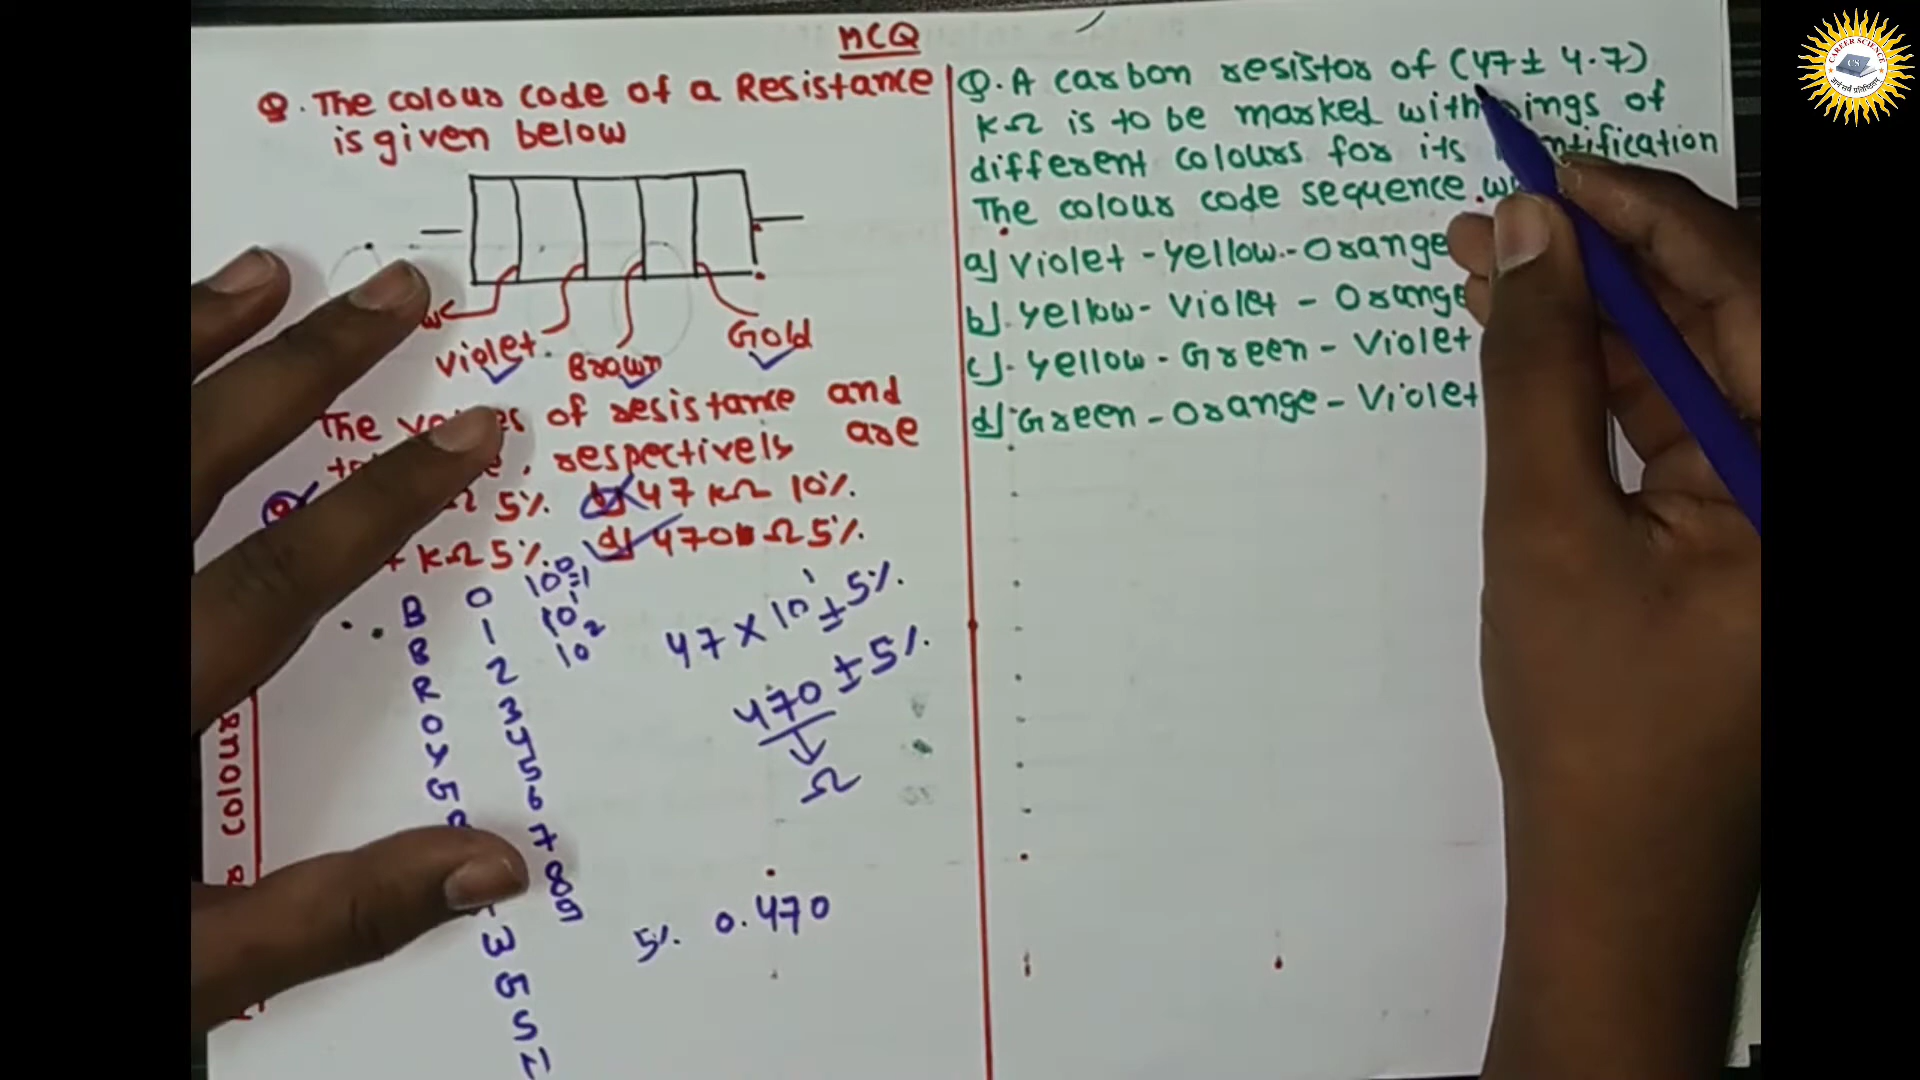 MCQ
Q. The colour code of a Resistance
is given below
Violet.
Brown
Gold
The of resistance and
, respectively are
Ω 5% b) 47 KΩ 10%.
KΩ 5%. d) 470 Ω 5%.
B 0 10⁰=1
B 1 10¹
R 2 10²
O 3
Y
G 5
6
7
8
9
47 × 10¹ ± 5%.
470 ± 5%.
Ω
5%. 0.470
COLOUR
Q. A carbon resistor of (47 ± 4.7)
KΩ is to be marked with rings of
different colours for its
The colour code sequence
a) Violet - Yellow - Orange
b). Yellow - Violet - Orange
c). Yellow - Green - Violet
d) Green - Orange - Violet
CAREER SCIENCE
CS